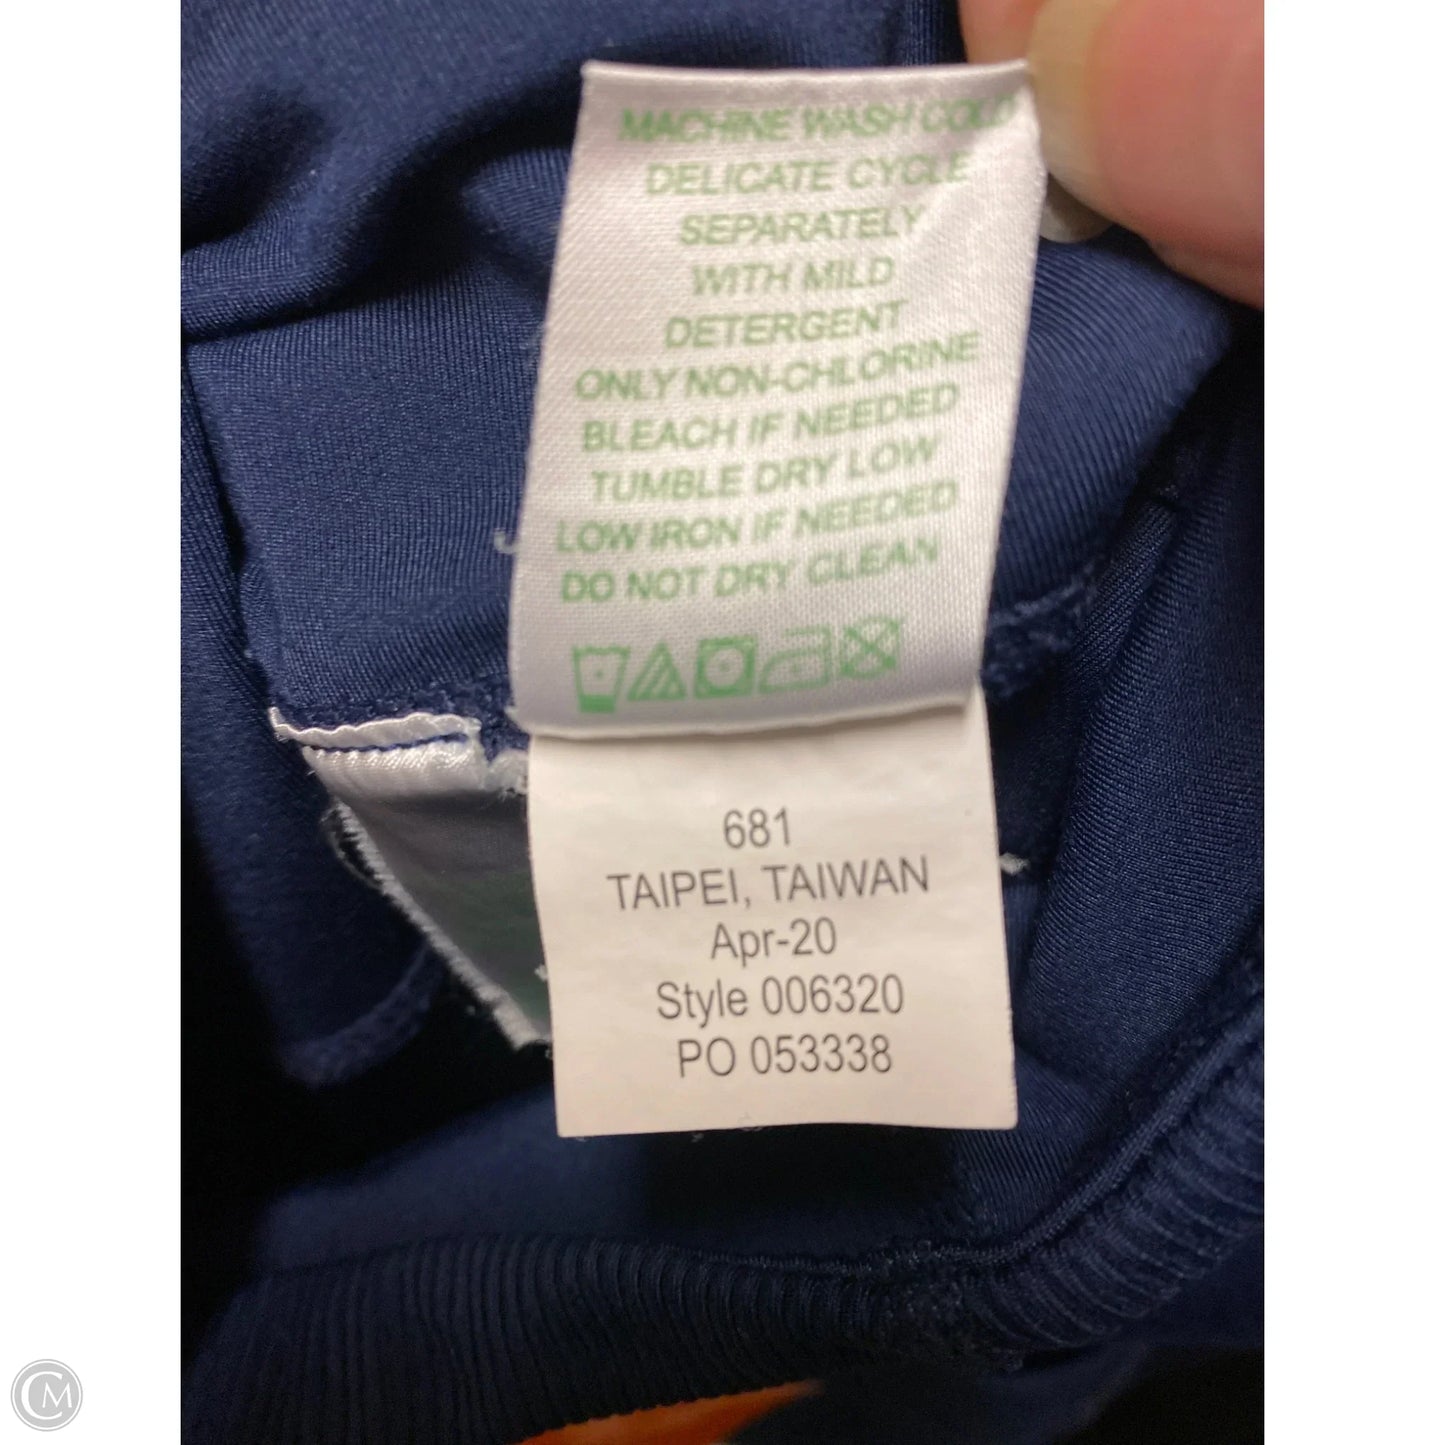 MACHINE WASH COLD
DELICATE CYCLE
SEPARATELY
WITH MILD
DETERGENT
ONLY NON-CHLORINE
BLEACH IF NEEDED
TUMBLE DRY LOW
LOW IRON IF NEEDED
DO NOT DRY CLEAN
681
TAIPEI, TAIWAN
Apr-20
Style 006320
PO 053338
CM